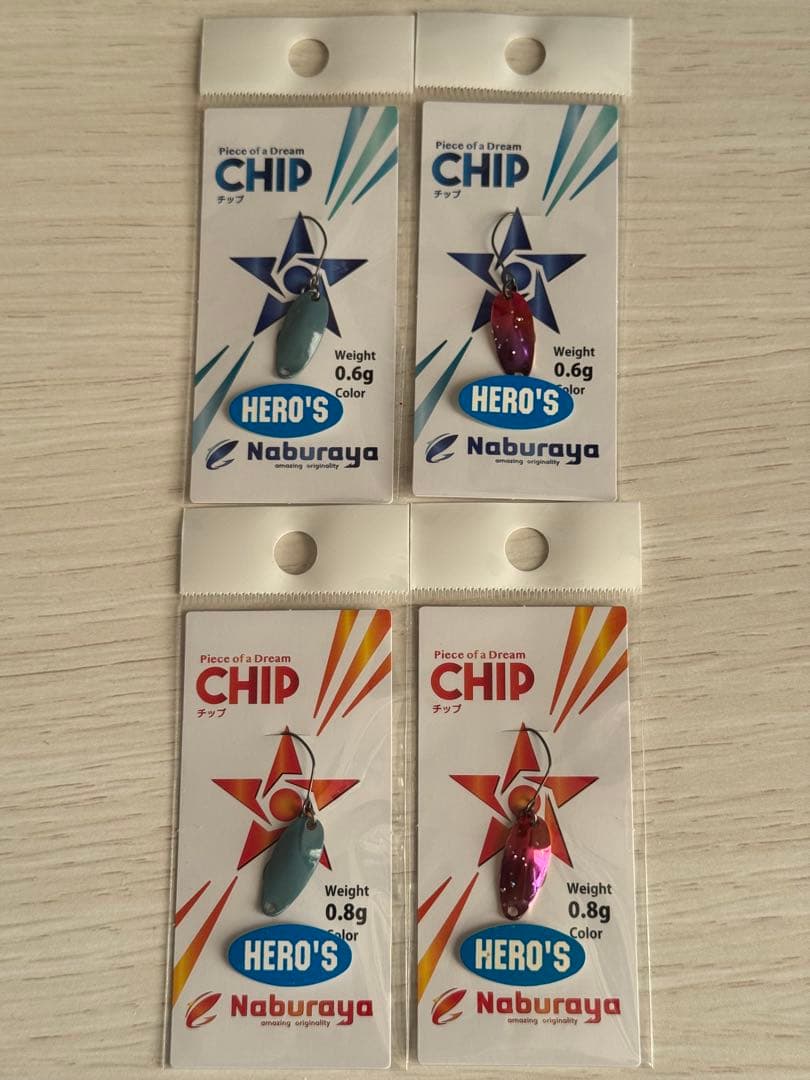 Piece of a Dream
CHIP
チップ
Weight
0.6g
Color
HERO'S
Naburaya
amazing originality
Piece of a Dream
CHIP
チップ
Weight
0.6g
Color
HERO'S
Naburaya
amazing originality
Piece of a Dream
CHIP
チップ
Weight
0.8g
Color
HERO'S
Naburaya
amazing originality
Piece of a Dream
CHIP
チップ
Weight
0.8g
Color
HERO'S
Naburaya
amazing originality